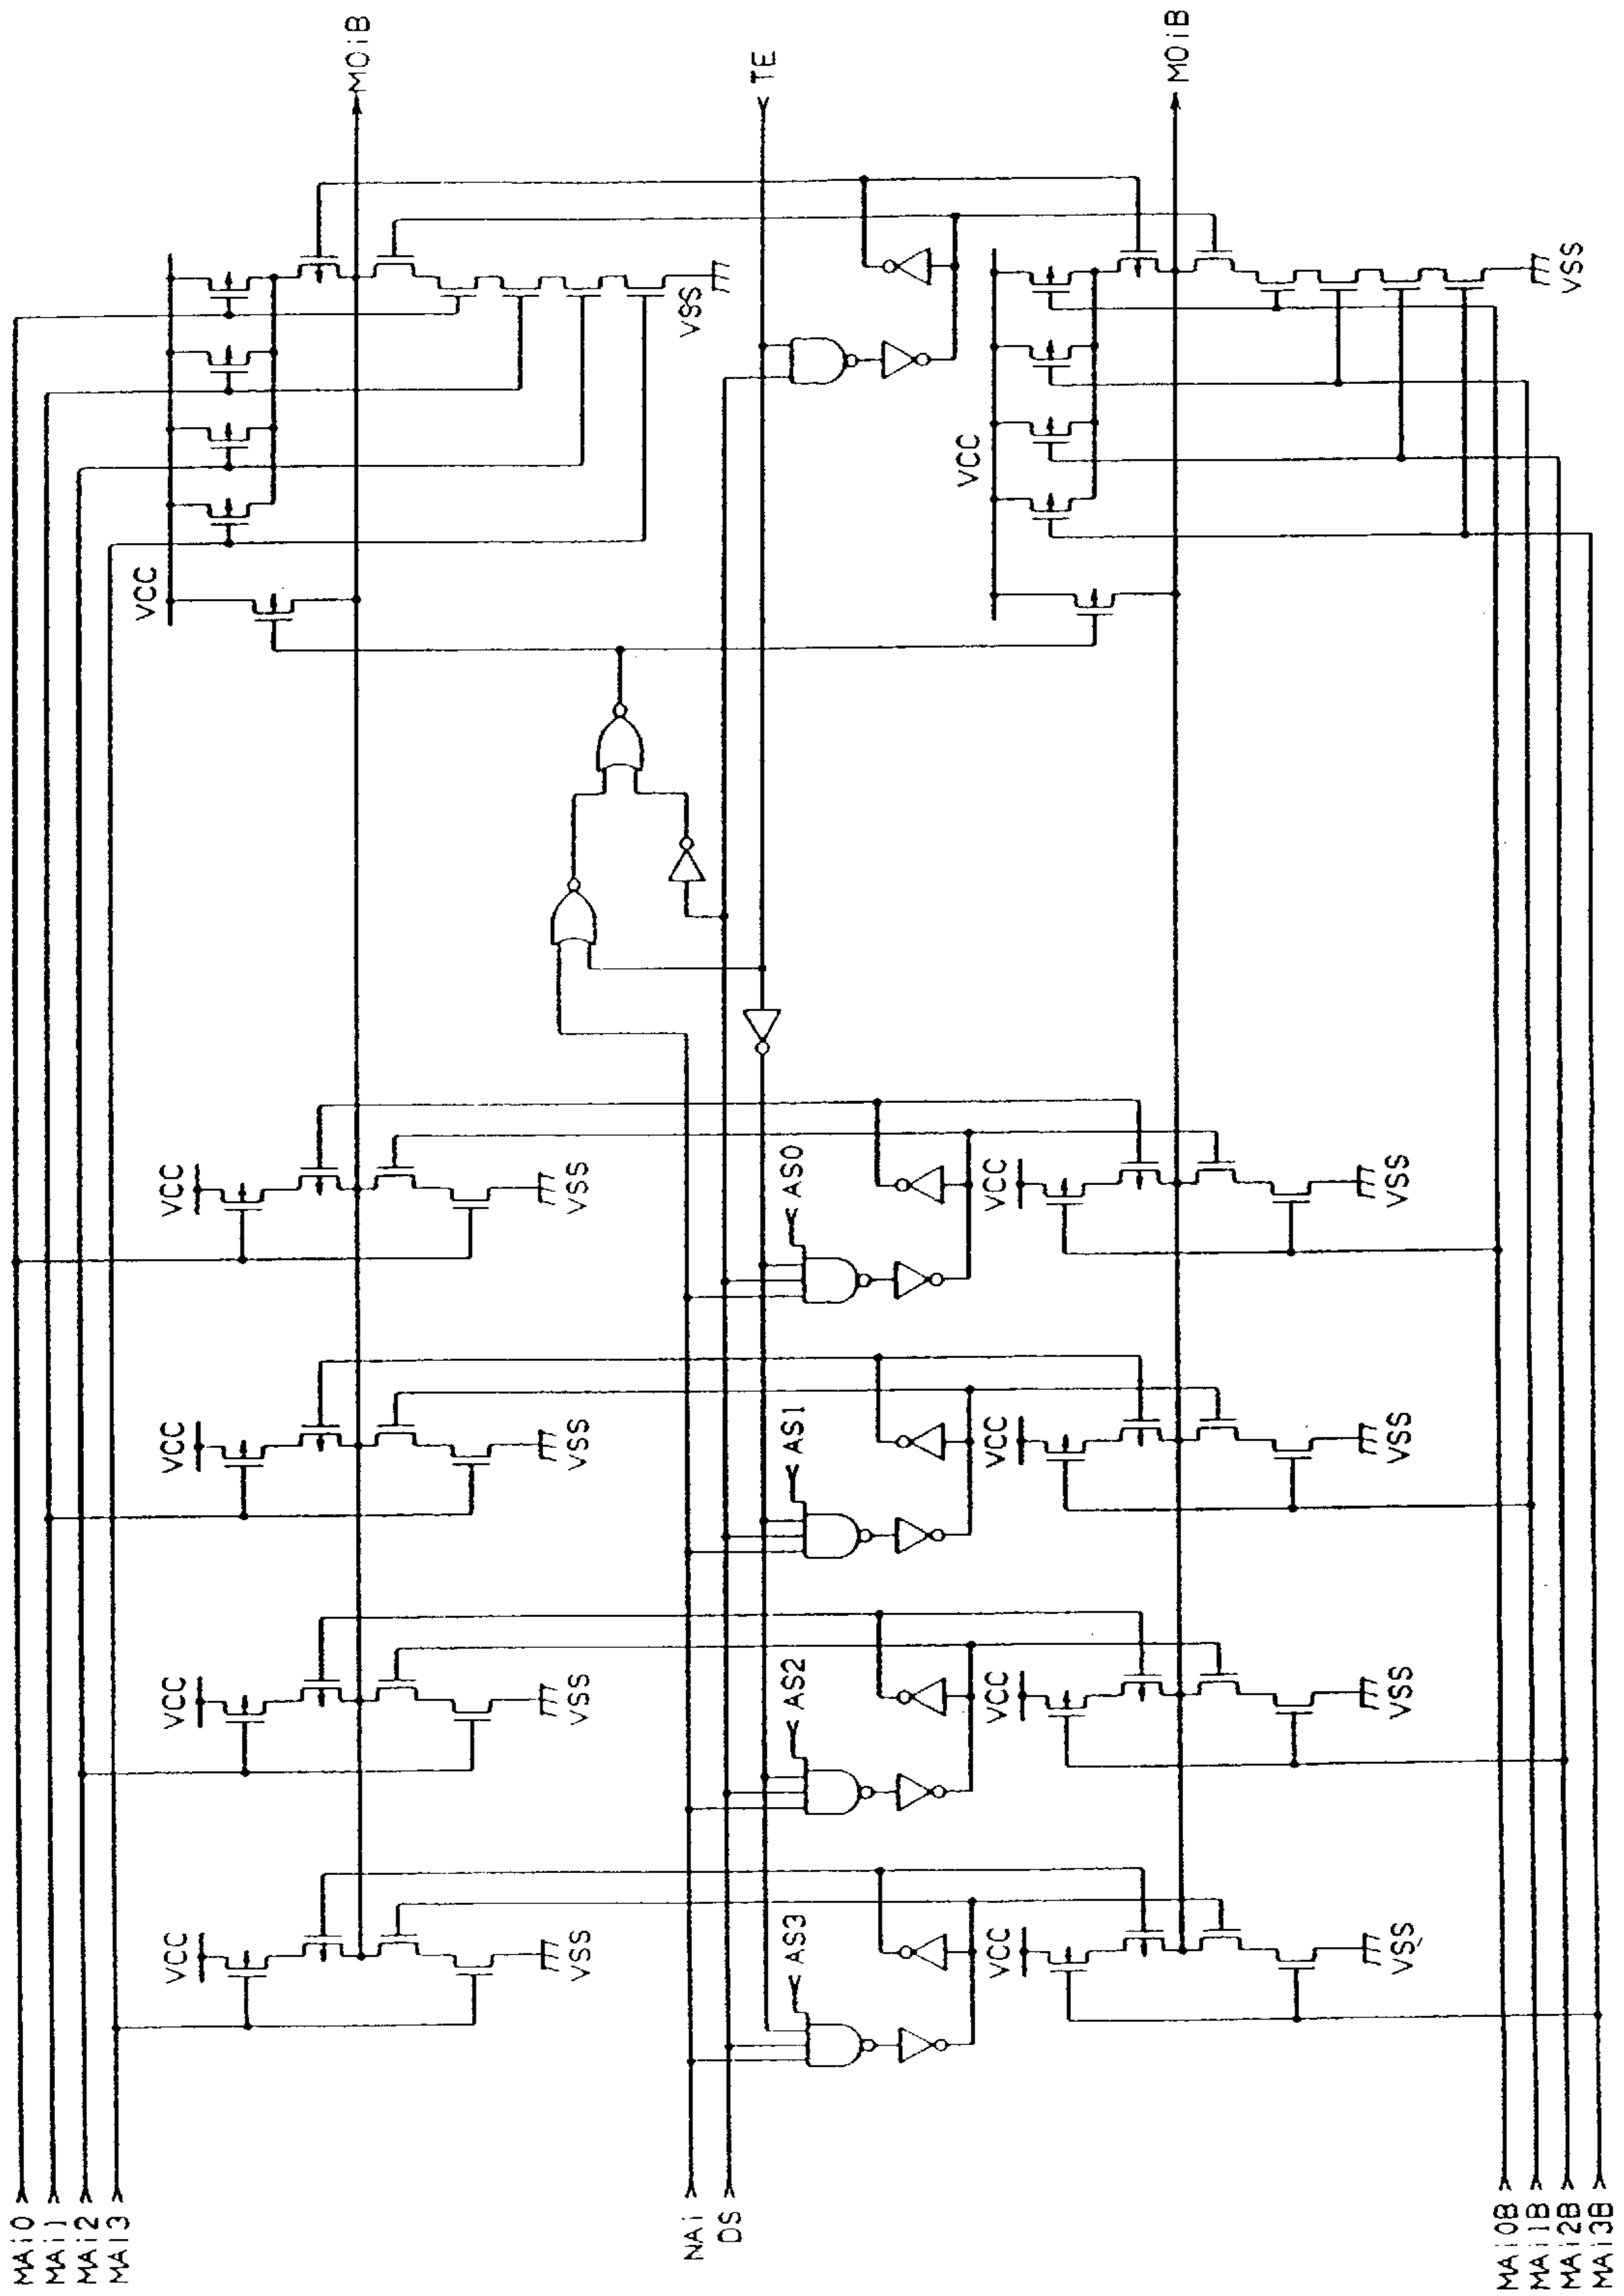 MAi0
MAi1
MAi2
MAi3
VCC
VCC
VCC
VCC
VCC
MOiB
VSS
VSS
VSS
VSS
VSS
NAi
DS
AS3
AS2
AS1
AS0
TE
VCC
VCC
VCC
VCC
VCC
MOiB
VSS
VSS
VSS
VSS
VSS
MAi0B
MAi1B
MAi2B
MAi3B